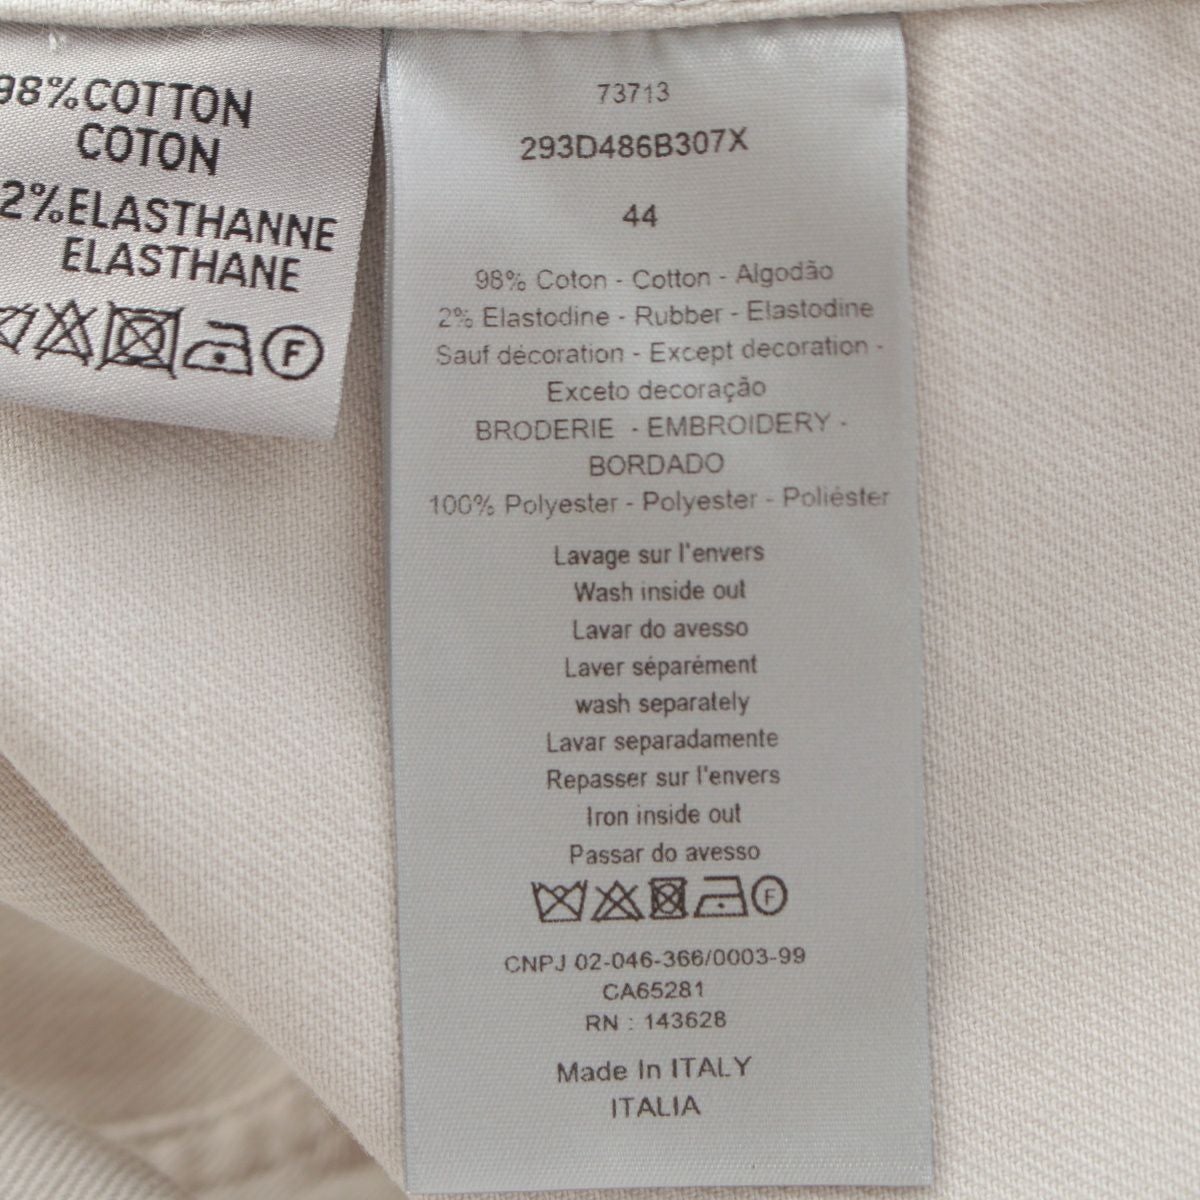 98% COTTON
COTON
2% ELASTHANNE
ELASTHANE
F
73713
293D486B307X
44
98% Coton - Cotton - Algodão
2% Elastodine - Rubber - Elastodine
Sauf décoration - Except decoration -
Exceto decoração
BRODERIE - EMBROIDERY -
BORDADO
100% Polyester - Polyester - Poliéster
Lavage sur l'envers
Wash inside out
Lavar do avesso
Laver séparément
wash separately
Lavar separadamente
Repasser sur l'envers
Iron inside out
Passar do avesso
F
CNPJ 02-046-366/0003-99
CA65281
RN : 143628
Made In ITALY
ITALIA